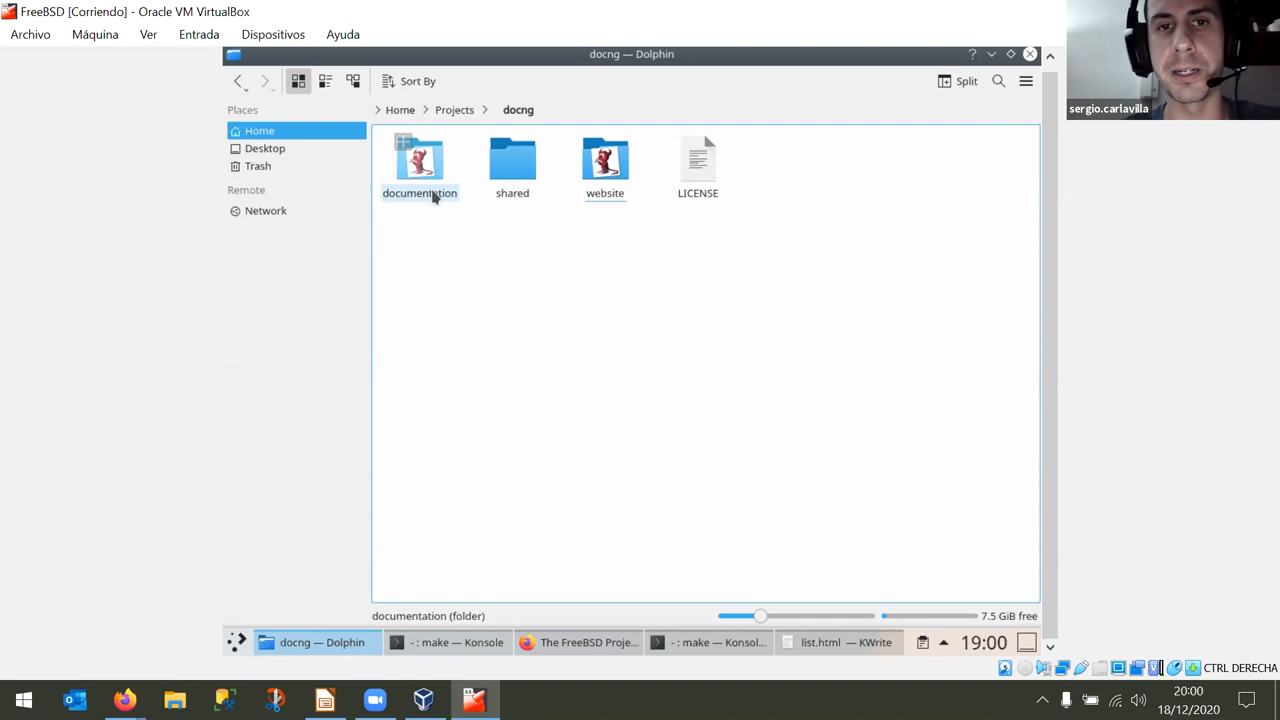 FreeBSD [Corriendo] - Oracle VM VirtualBox
Archivo Máquina Ver Entrada Dispositivos Ayuda
docng — Dolphin
Sort By
Split
Places
Home
Desktop
Trash
Remote
Network
Home Projects docng
documentation shared website LICENSE
documentation (folder)
7.5 GiB free
docng — Dolphin
- : make — Konsole
The FreeBSD Proje...
- : make — Konsol...
list.html — KWrite
19:00
CTRL DERECHA
sergio.carlavilla
20:00
18/12/2020